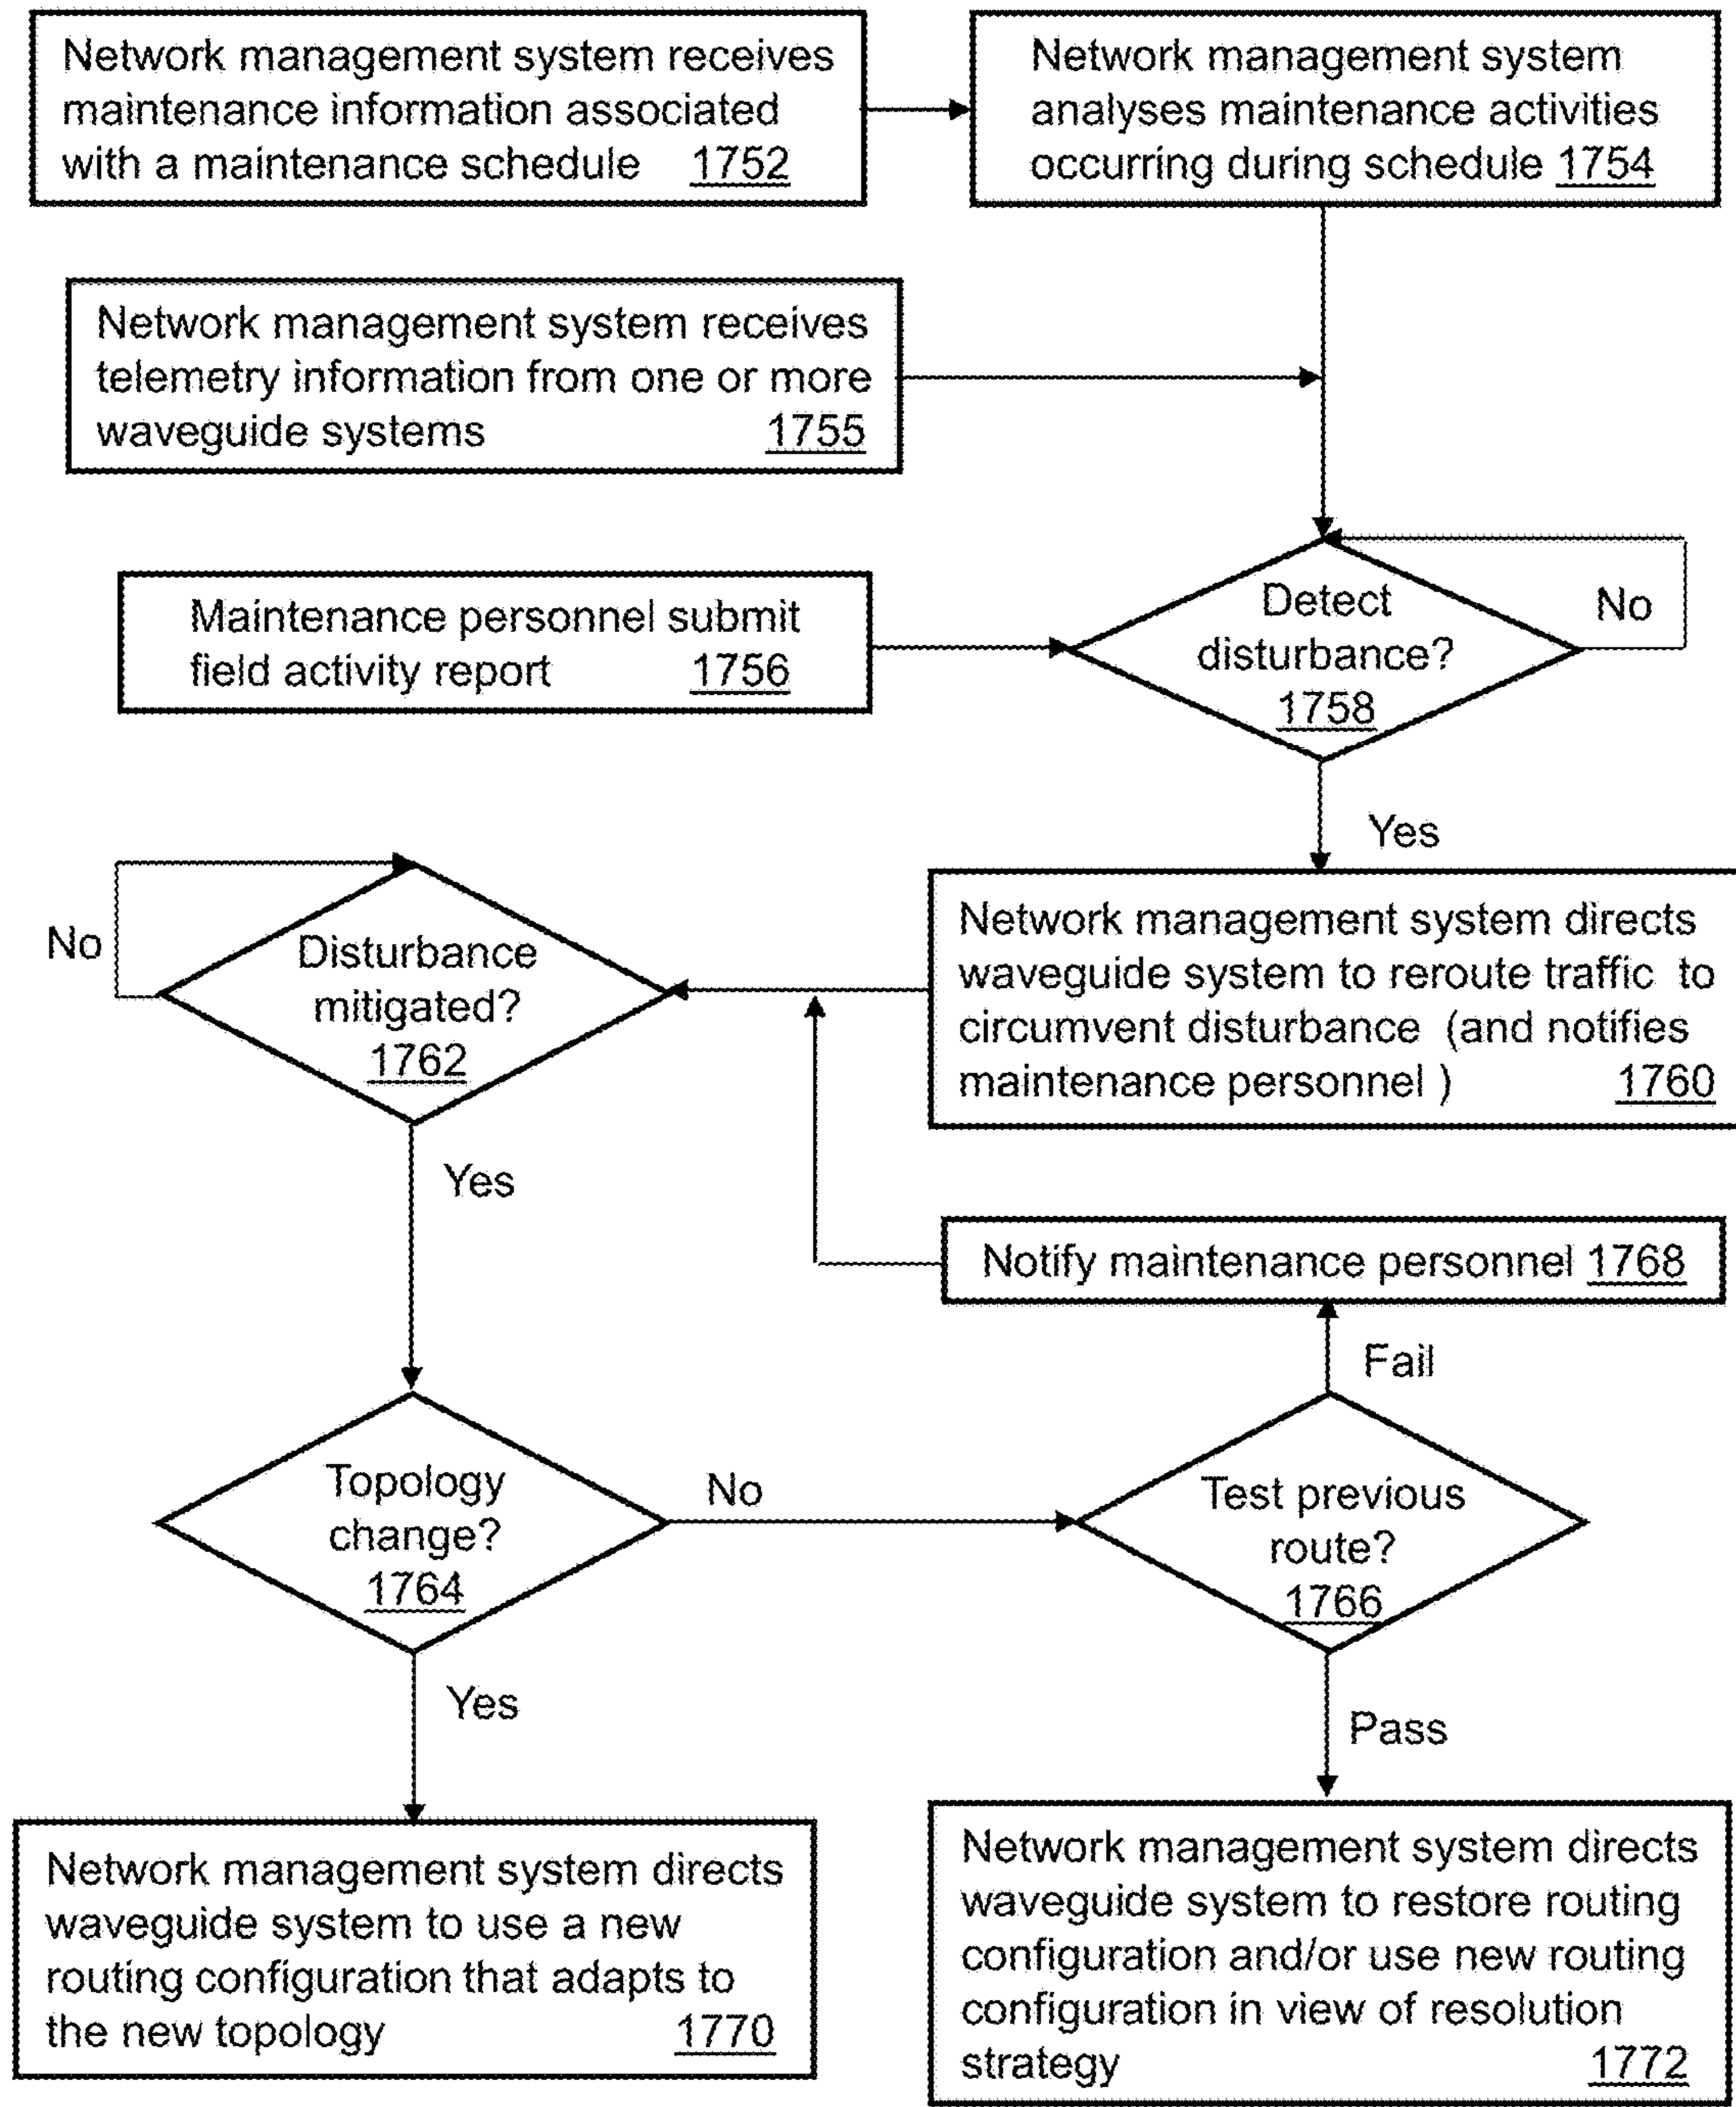 Network management system receives
maintenance information associated
with a maintenance schedule 1752
Network management system
analyses maintenance activities
occurring during schedule 1754
Network management system receives
telemetry information from one or more
waveguide systems 1755
Maintenance personnel submit
field activity report 1756
Detect
disturbance?
1758
No
Yes
Network management system directs
waveguide system to reroute traffic to
circumvent disturbance (and notifies
maintenance personnel ) 1760
No
Disturbance
mitigated?
1762
Yes
Notify maintenance personnel 1768
Fail
Topology
change?
1764
No
Test previous
route?
1766
Yes
Pass
Network management system directs
waveguide system to use a new
routing configuration that adapts to
the new topology 1770
Network management system directs
waveguide system to restore routing
configuration and/or use new routing
configuration in view of resolution
strategy 1772